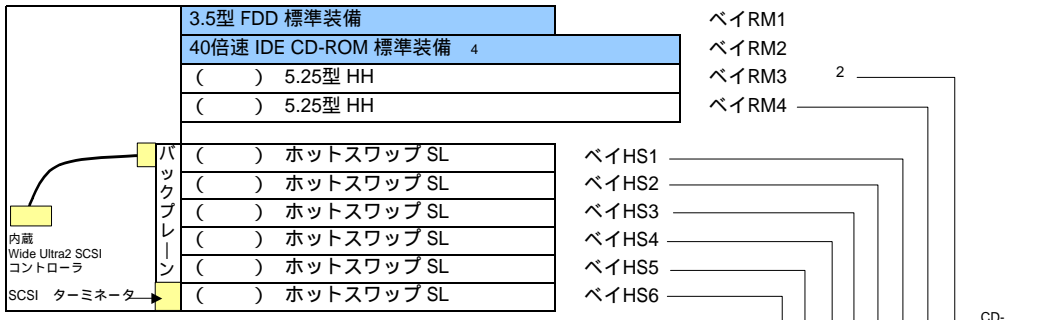 3.5型 FDD 標準装備 ベイRM1
40倍速 IDE CD-ROM 標準装備 4 ベイRM2
( ) 5.25型 HH ベイRM3 2
( ) 5.25型 HH ベイRM4
バックプレーン
( ) ホットスワップ SL ベイHS1
( ) ホットスワップ SL ベイHS2
( ) ホットスワップ SL ベイHS3
( ) ホットスワップ SL ベイHS4
( ) ホットスワップ SL ベイHS5
( ) ホットスワップ SL ベイHS6
内蔵
Wide Ultra2 SCSI
コントローラ
SCSI ターミネータ
CD-